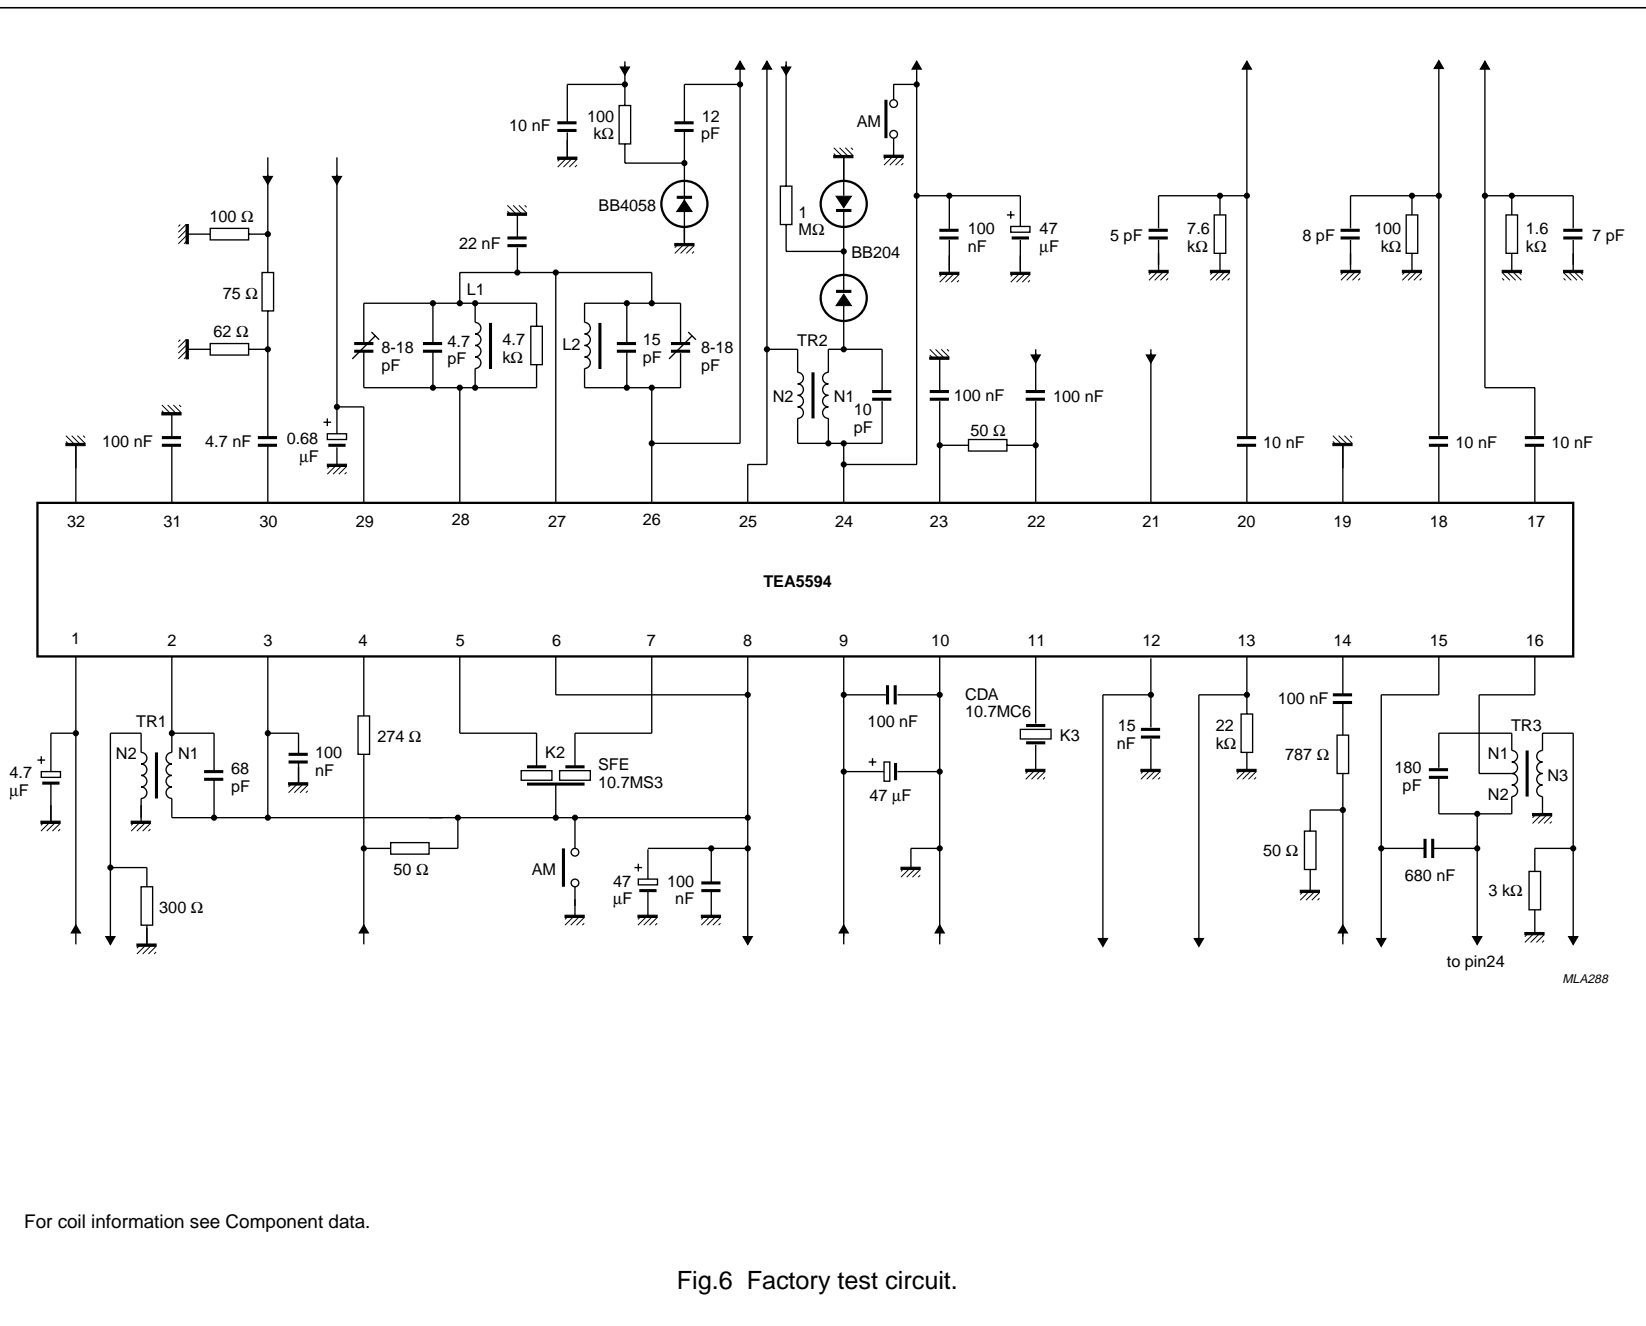 10 nF
100
kΩ
12
pF
BB4058
AM
1
MΩ
BB204
100
nF
+
47
μF
5 pF
7.6
kΩ
8 pF
100
kΩ
1.6
kΩ
7 pF
100 Ω
75 Ω
62 Ω
22 nF
L1
8-18
pF
4.7
pF
4.7
kΩ
L2
15
pF
8-18
pF
TR2
N2
N1
10
pF
100 nF
100 nF
50 Ω
100 nF
4.7 nF
0.68
μF
+
10 nF
10 nF
10 nF
32
31
30
29
28
27
26
25
24
23
22
21
20
19
18
17
TEA5594
1
2
3
4
5
6
7
8
9
10
11
12
13
14
15
16
4.7
μF
+
TR1
N2
N1
68
pF
100
nF
274 Ω
K2
SFE
10.7MS3
50 Ω
AM
+
47
μF
100
nF
300 Ω
100 nF
+
47 μF
CDA
10.7MC6
K3
15
nF
22
kΩ
100 nF
787 Ω
50 Ω
180
pF
TR3
N1
N2
N3
680 nF
3 kΩ
to pin24
MLA288
For coil information see Component data.
Fig.6 Factory test circuit.